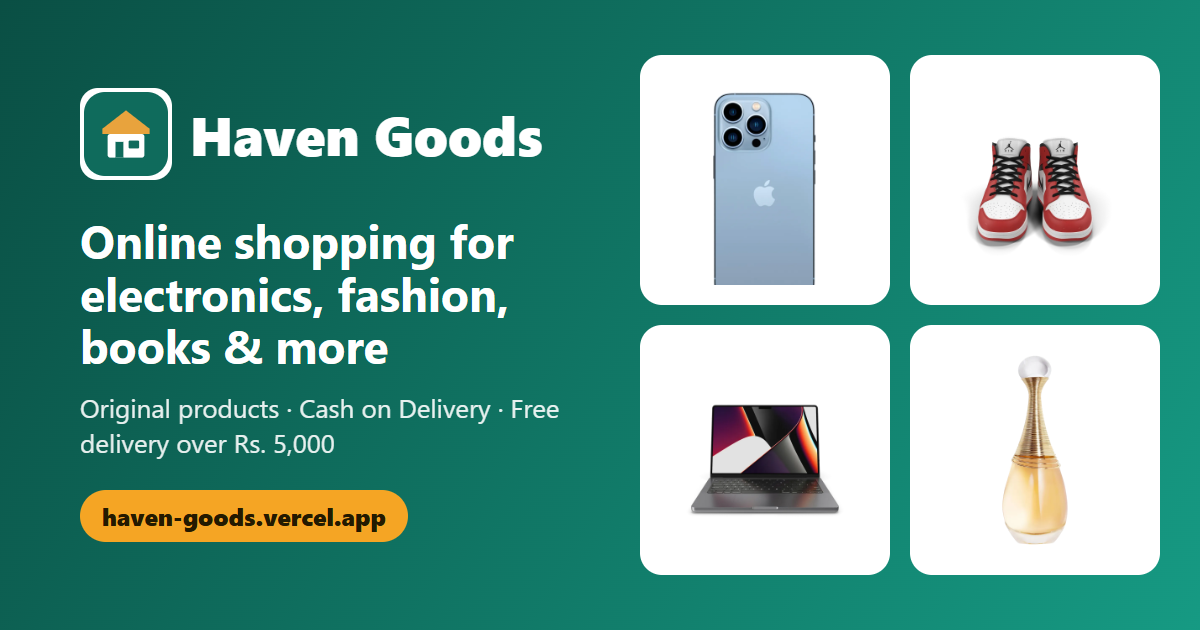 Haven Goods
Online shopping for
electronics, fashion,
books & more
Original products · Cash on Delivery · Free
delivery over Rs. 5,000
haven-goods.vercel.app